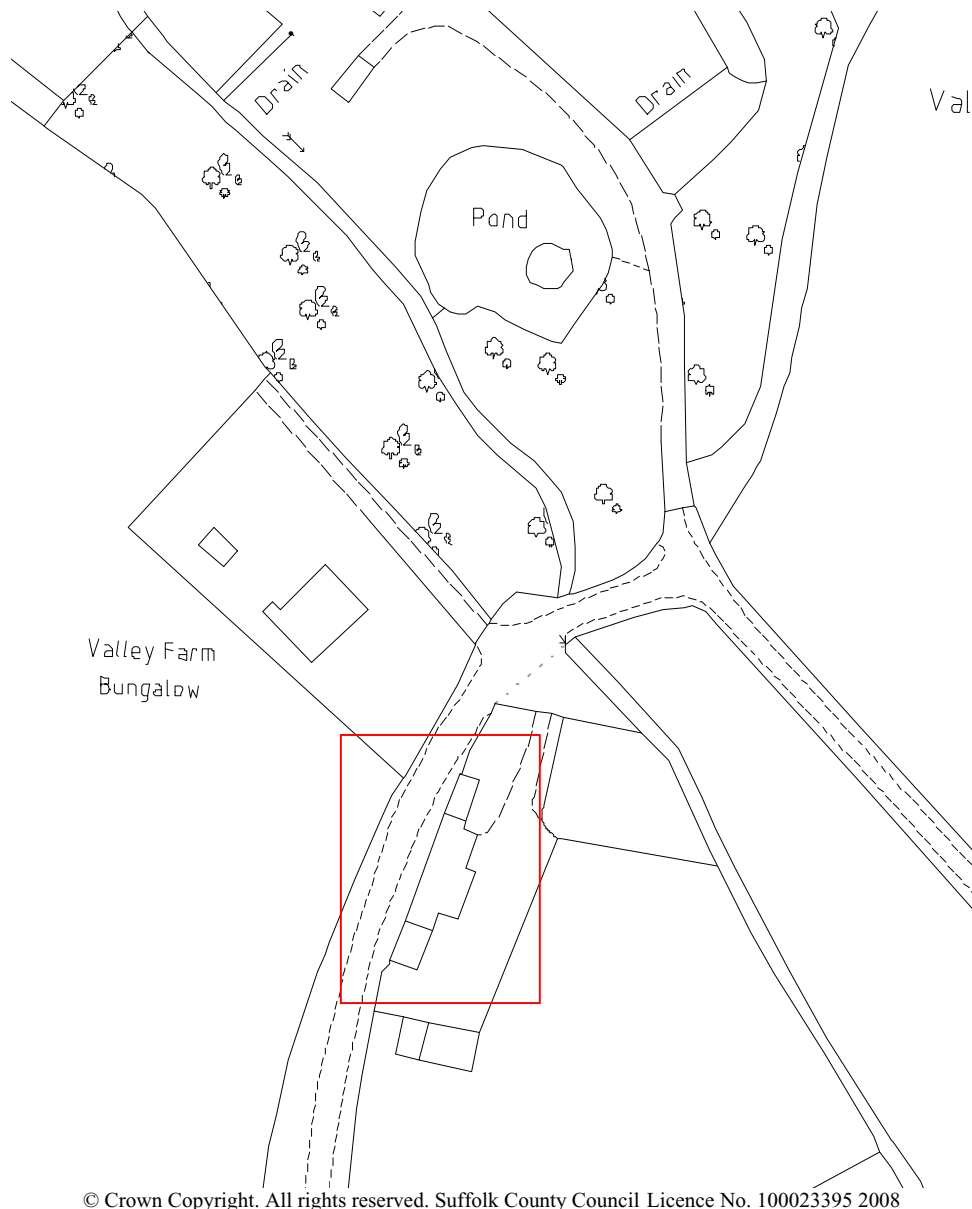 Drain
Drain
Val
Pond
Valley Farm
Bungalow
© Crown Copyright. All rights reserved. Suffolk County Council Licence No. 100023395 2008